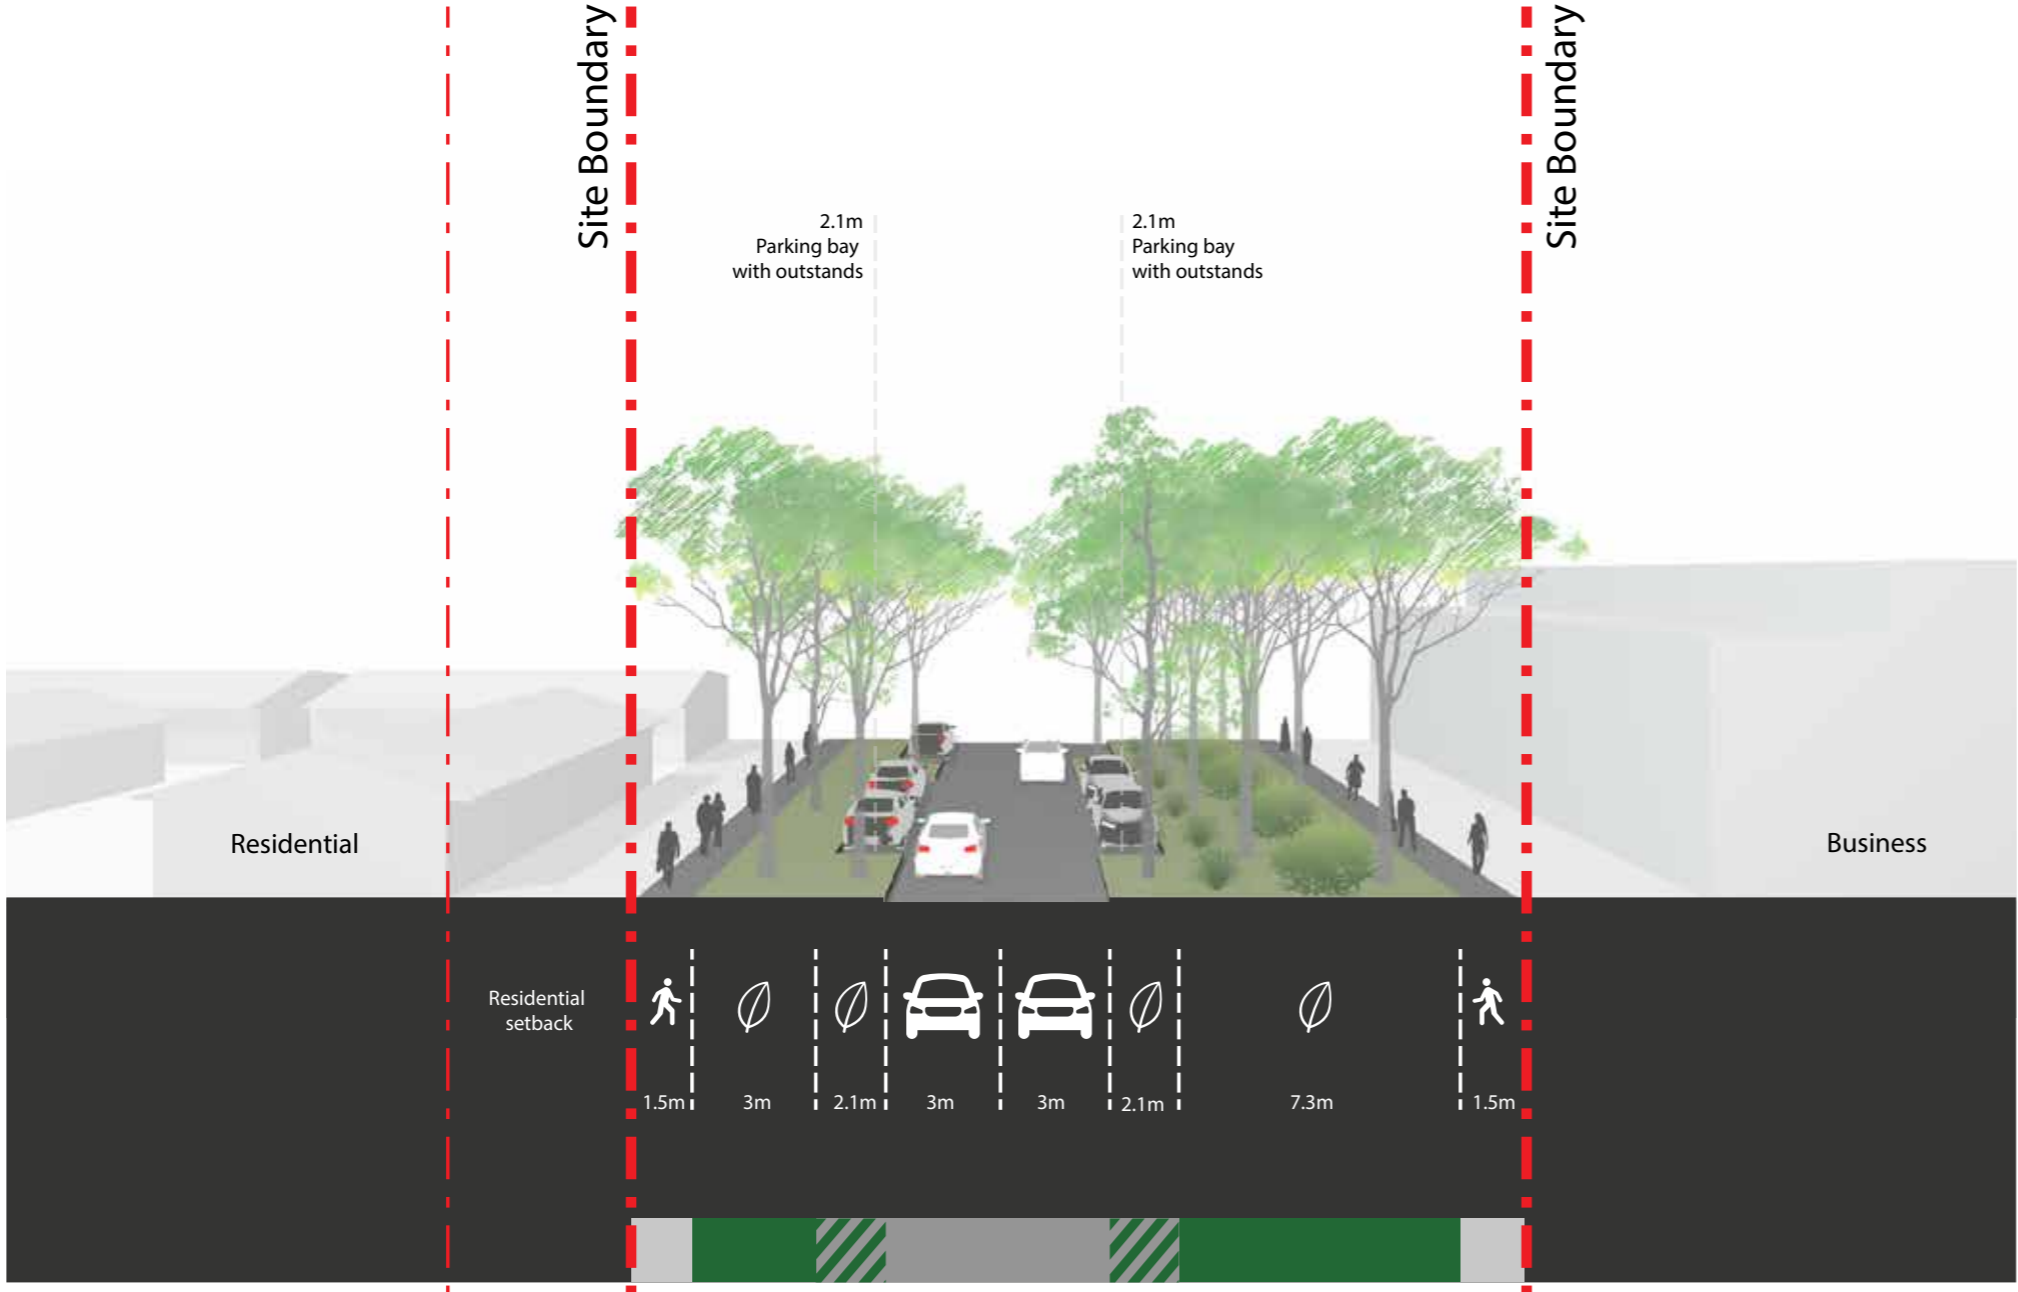 Site Boundary
Site Boundary
2.1m
Parking bay
with outstands
2.1m
Parking bay
with outstands
Residential
Business
Residential
setback
1.5m
3m
2.1m
3m
3m
2.1m
7.3m
1.5m